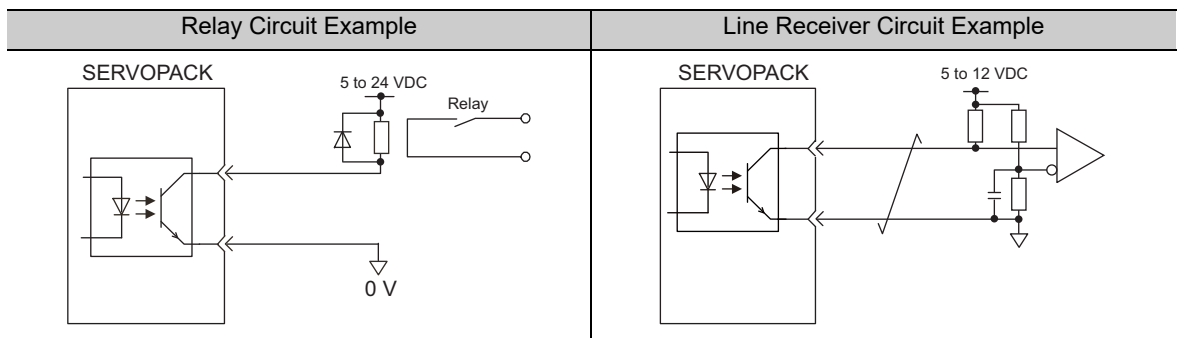 Relay Circuit Example
Line Receiver Circuit Example
SERVOPACK
5 to 24 VDC
Relay
0 V
SERVOPACK
5 to 12 VDC